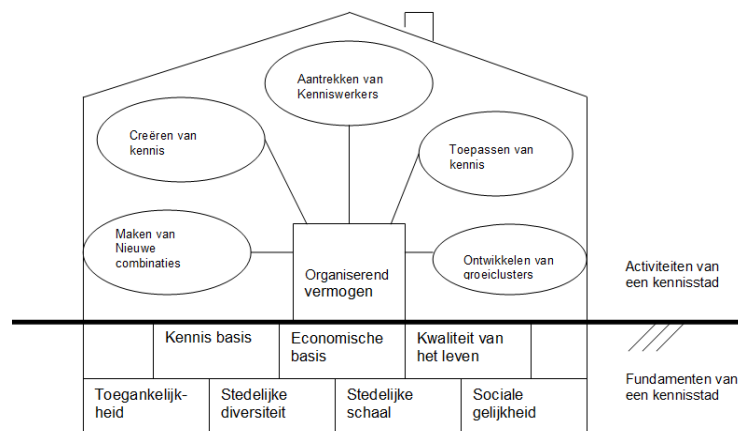 Aantrekken van
Kenniswerkers
Creëren van
kennis
Toepassen van
kennis
Maken van
Nieuwe
combinaties
Organiserend
vermogen
Ontwikkelen van
groeiclusters
Activiteiten van
een kennisstad
Kennis basis
Economische
basis
Kwaliteit van
het leven
Toegankelijk-
heid
Stedelijke
diversiteit
Stedelijke
schaal
Sociale
gelijkheid
Fundamenten van
een kennisstad